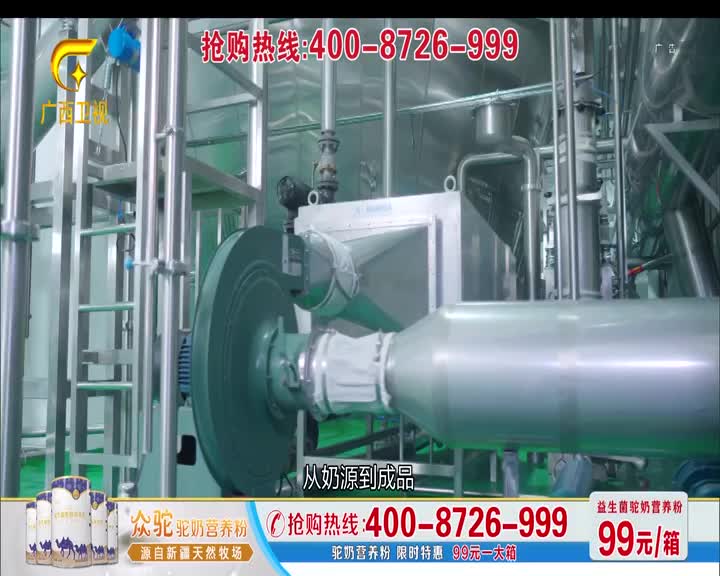 抢购热线:400-8726-999
广告
广西卫视
从奶源到成品
众驼 驼奶营养粉
源自新疆天然牧场
抢购热线:400-8726-999
驼奶营养粉 限时特惠 99元一大箱
益生菌驼奶营养粉
99元/箱